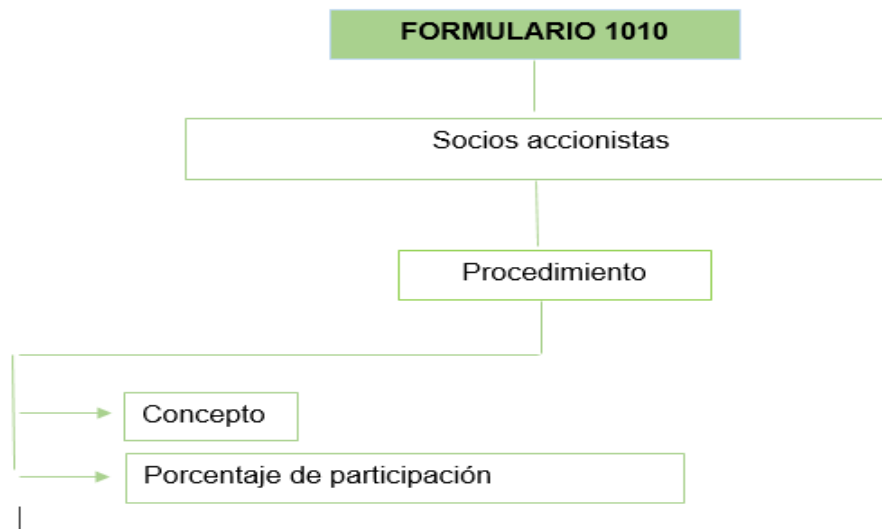 FORMULARIO 1010
Socios accionistas
Procedimiento
Concepto
Porcentaje de participación